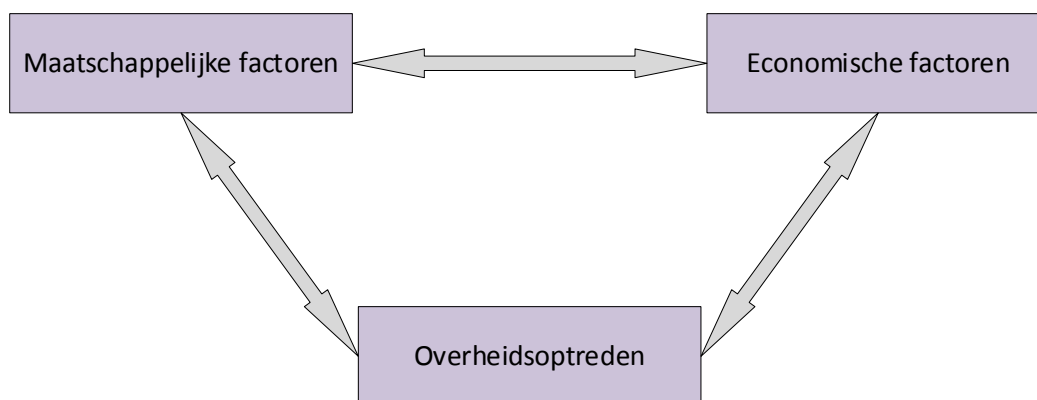 Maatschappelijke factoren
Economische factoren
Overheidsoptreden